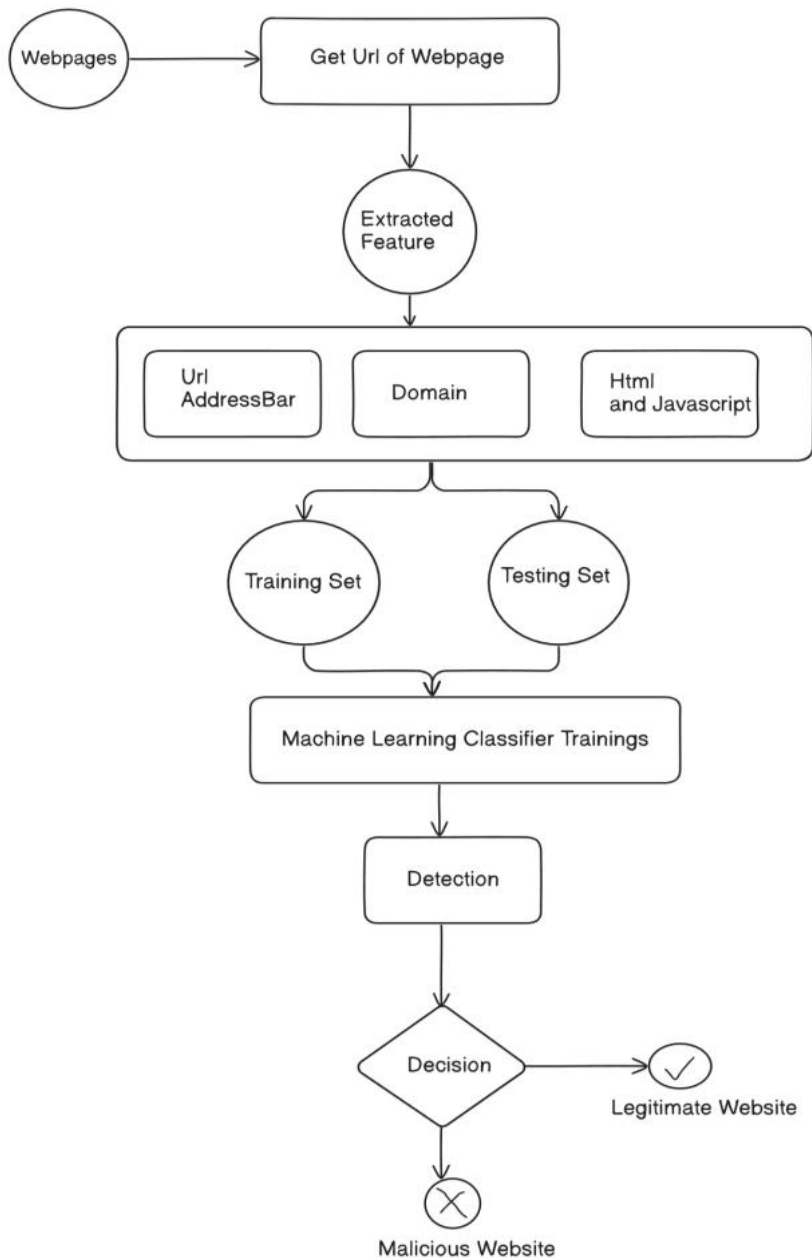 Webpages
Get Url of Webpage
Extracted
Feature
Url
AddressBar
Domain
Html
and Javascript
Training Set
Testing Set
Machine Learning Classifier Trainings
Detection
Decision
Legitimate Website
Malicious Website